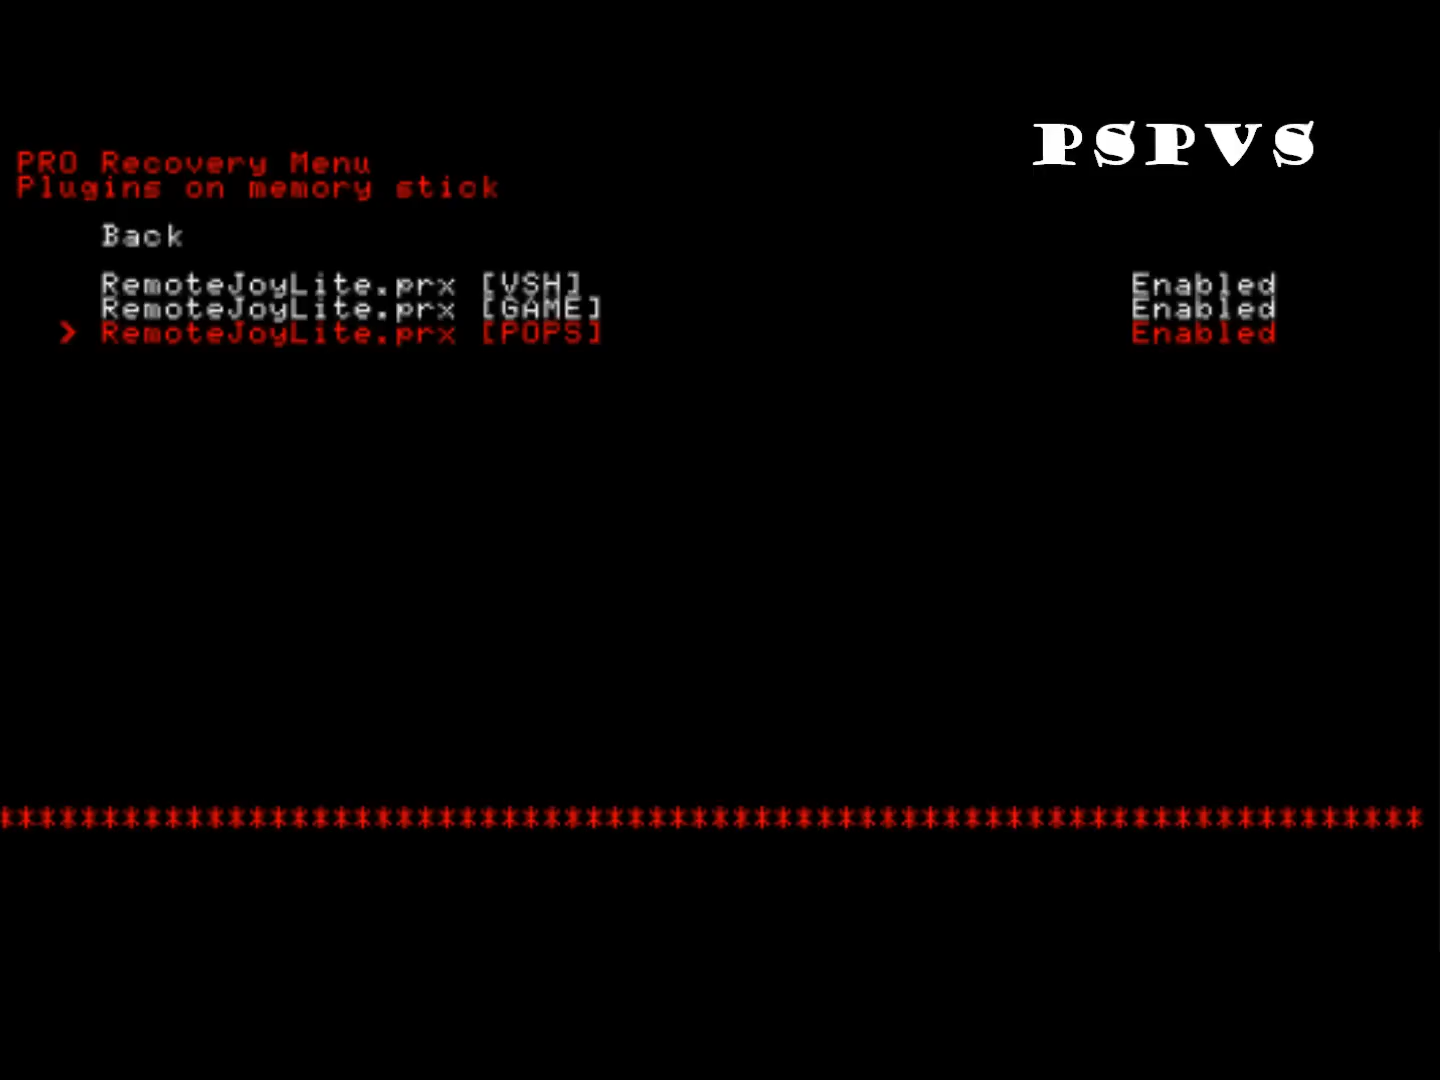 PSPVS
PRO Recovery Menu
Plugins on memory stick
Back
RemoteJoyLite.prx [VSH] Enabled
RemoteJoyLite.prx [GAME] Enabled
> RemoteJoyLite.prx [POPS] Enabled
********************************************************************